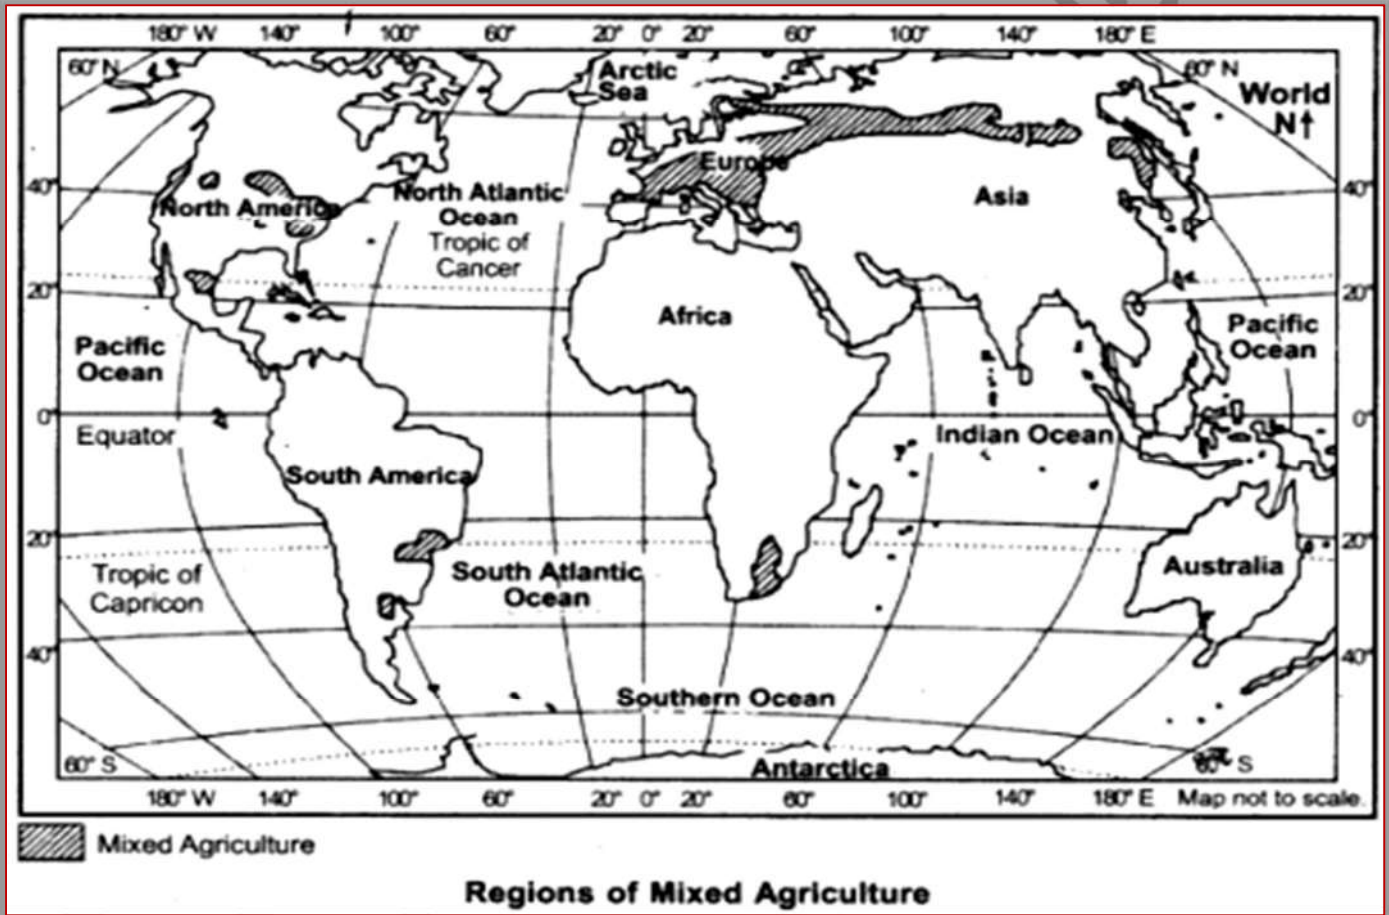 180° W 140° 100° 60° 20° 0° 20° 60° 100° 140° 180° E
60° N
Arctic
Sea
60° N
World
N↑
Europe
40°
North America
North Atlantic
Ocean
Asia
40°
Tropic of
Cancer
20°
Africa
20°
Pacific
Ocean
Pacific
Ocean
0°
Equator
Indian Ocean
0°
South America
20°
20°
Tropic of
Capricon
South Atlantic
Ocean
Australia
40°
40°
Southern Ocean
60° S
Antarctica
60° S
180° W 140° 100° 60° 20° 0° 20° 60° 100° 140° 180° E Map not to scale.
Mixed Agriculture
Regions of Mixed Agriculture